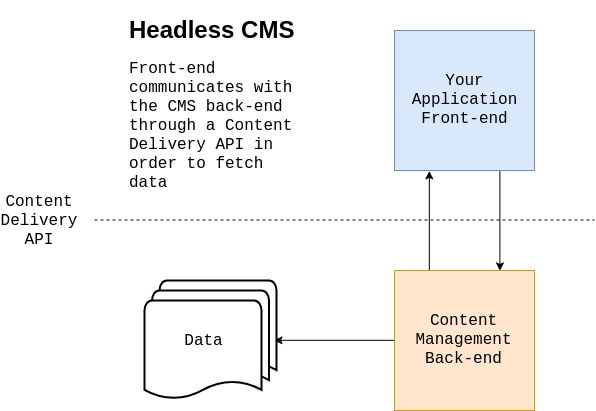 Headless CMS
Front-end
communicates with
the CMS back-end
through a Content
Delivery API in
order to fetch
data
Your
Application
Front-end
Content
Delivery
API
Data
Content
Management
Back-end